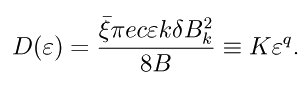 D(ε) = \frac{\bar{ξ}πecεkδB_k^2}{8B} ≡ Kε^q.